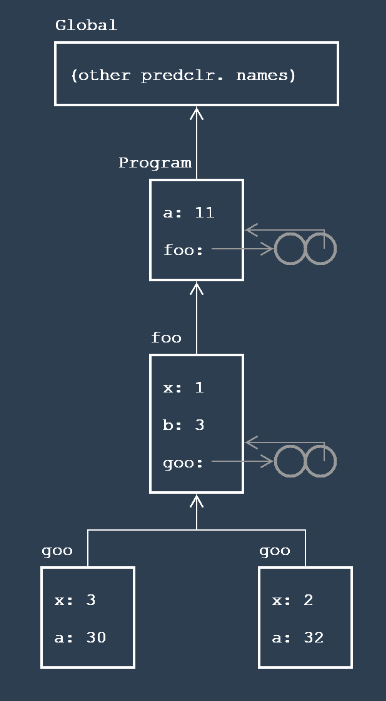 Global
(other predclr. names)
Program
a: 11
foo:
foo
x: 1
b: 3
goo:
goo
x: 3
a: 30
goo
x: 2
a: 32